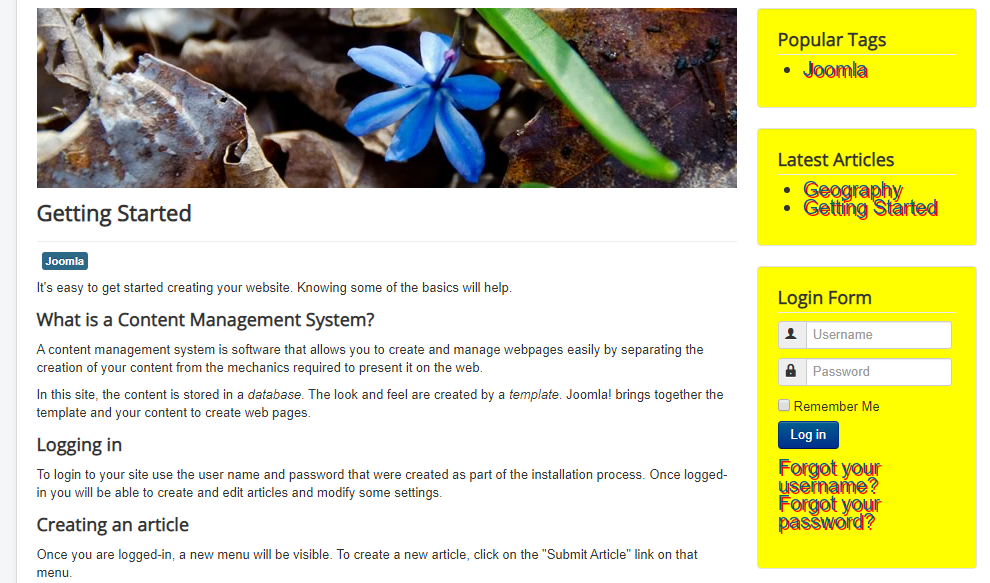 Getting Started
Joomla
It's easy to get started creating your website. Knowing some of the basics will help.
What is a Content Management System?
A content management system is software that allows you to create and manage webpages easily by separating the
creation of your content from the mechanics required to present it on the web.
In this site, the content is stored in a database. The look and feel are created by a template. Joomla! brings together the
template and your content to create web pages.
Logging in
To login to your site use the user name and password that were created as part of the installation process. Once logged-
in you will be able to create and edit articles and modify some settings.
Creating an article
Once you are logged-in, a new menu will be visible. To create a new article, click on the "Submit Article" link on that
menu.
Popular Tags
Joomla
Latest Articles
Geography
Getting Started
Login Form
Username
Password
Remember Me
Log in
Forgot your
username?
Forgot your
password?